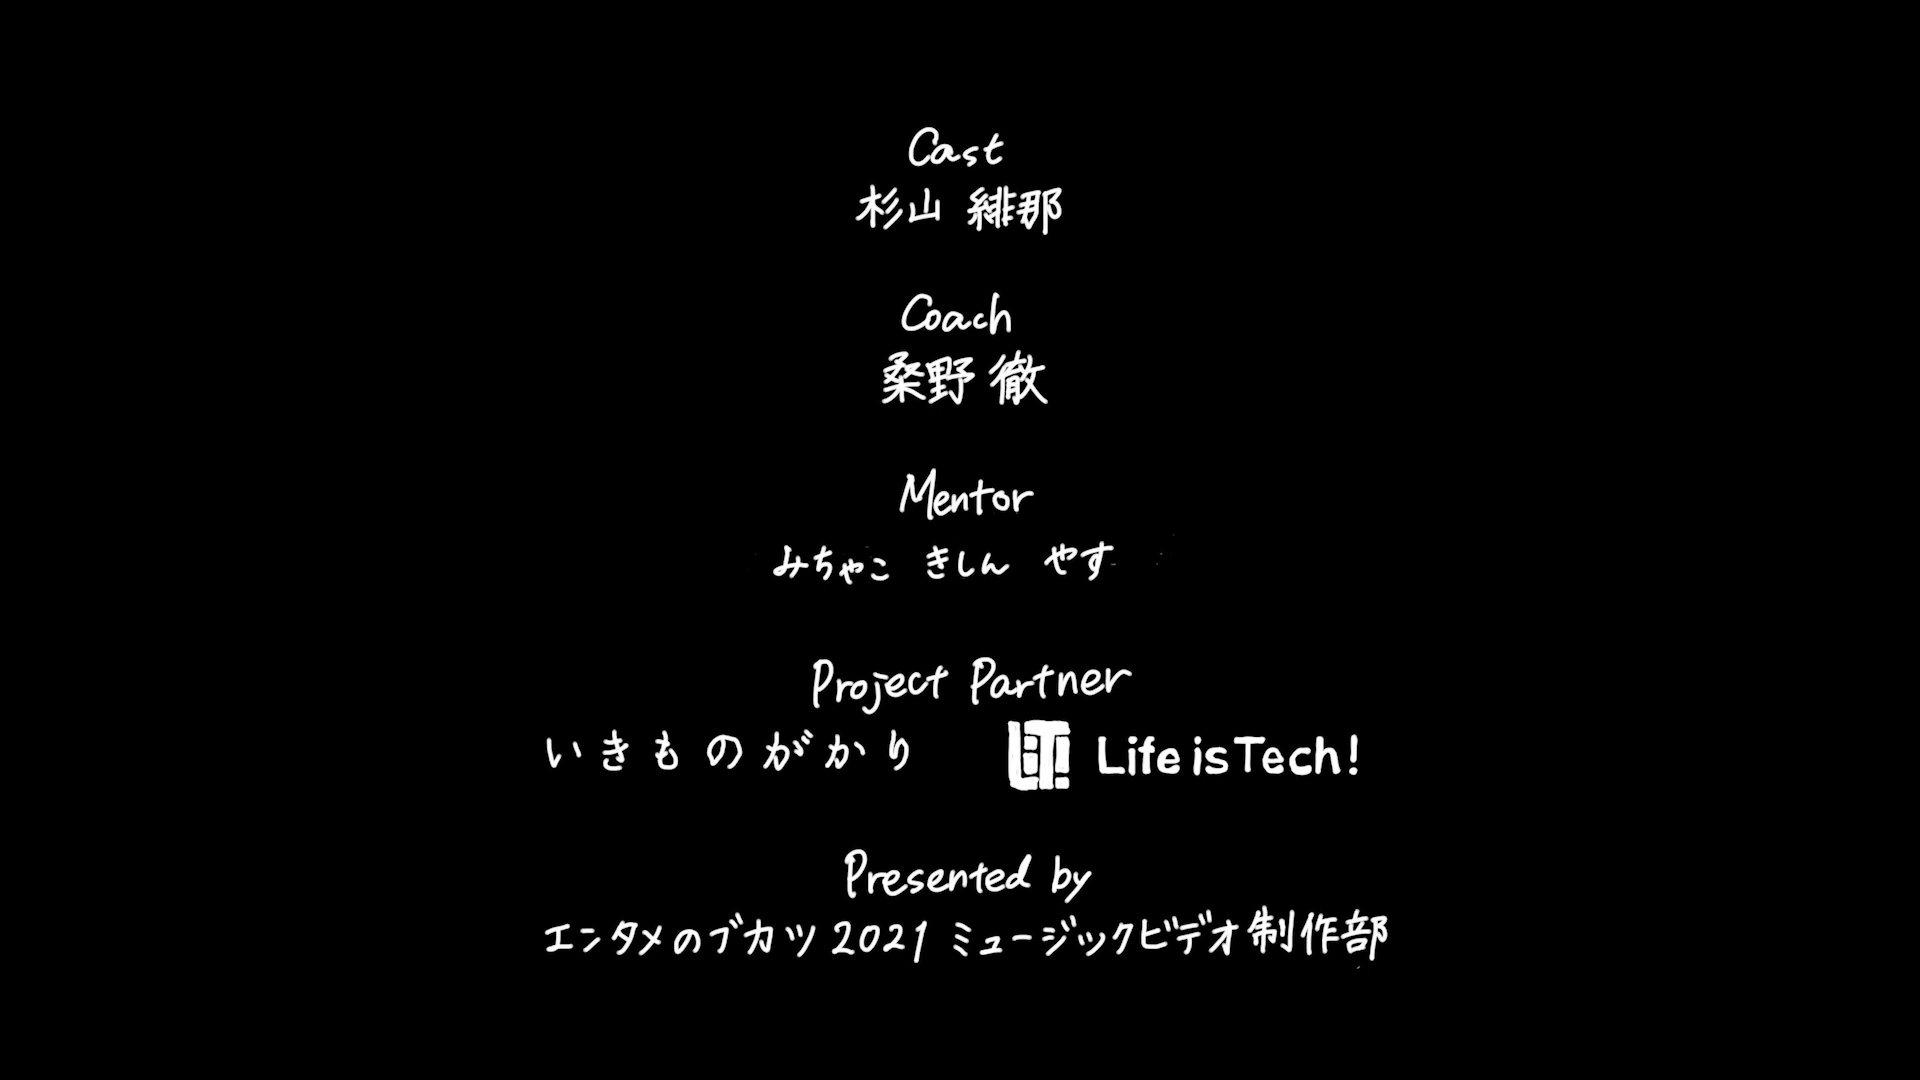 Cast
杉山 緋那
Coach
桑野 徹
Mentor
みちゃこ きしん やす
Project Partner
いきものがかり LiT! Life is Tech!
Presented by
エンタメのブカツ 2021 ミュージックビデオ制作部